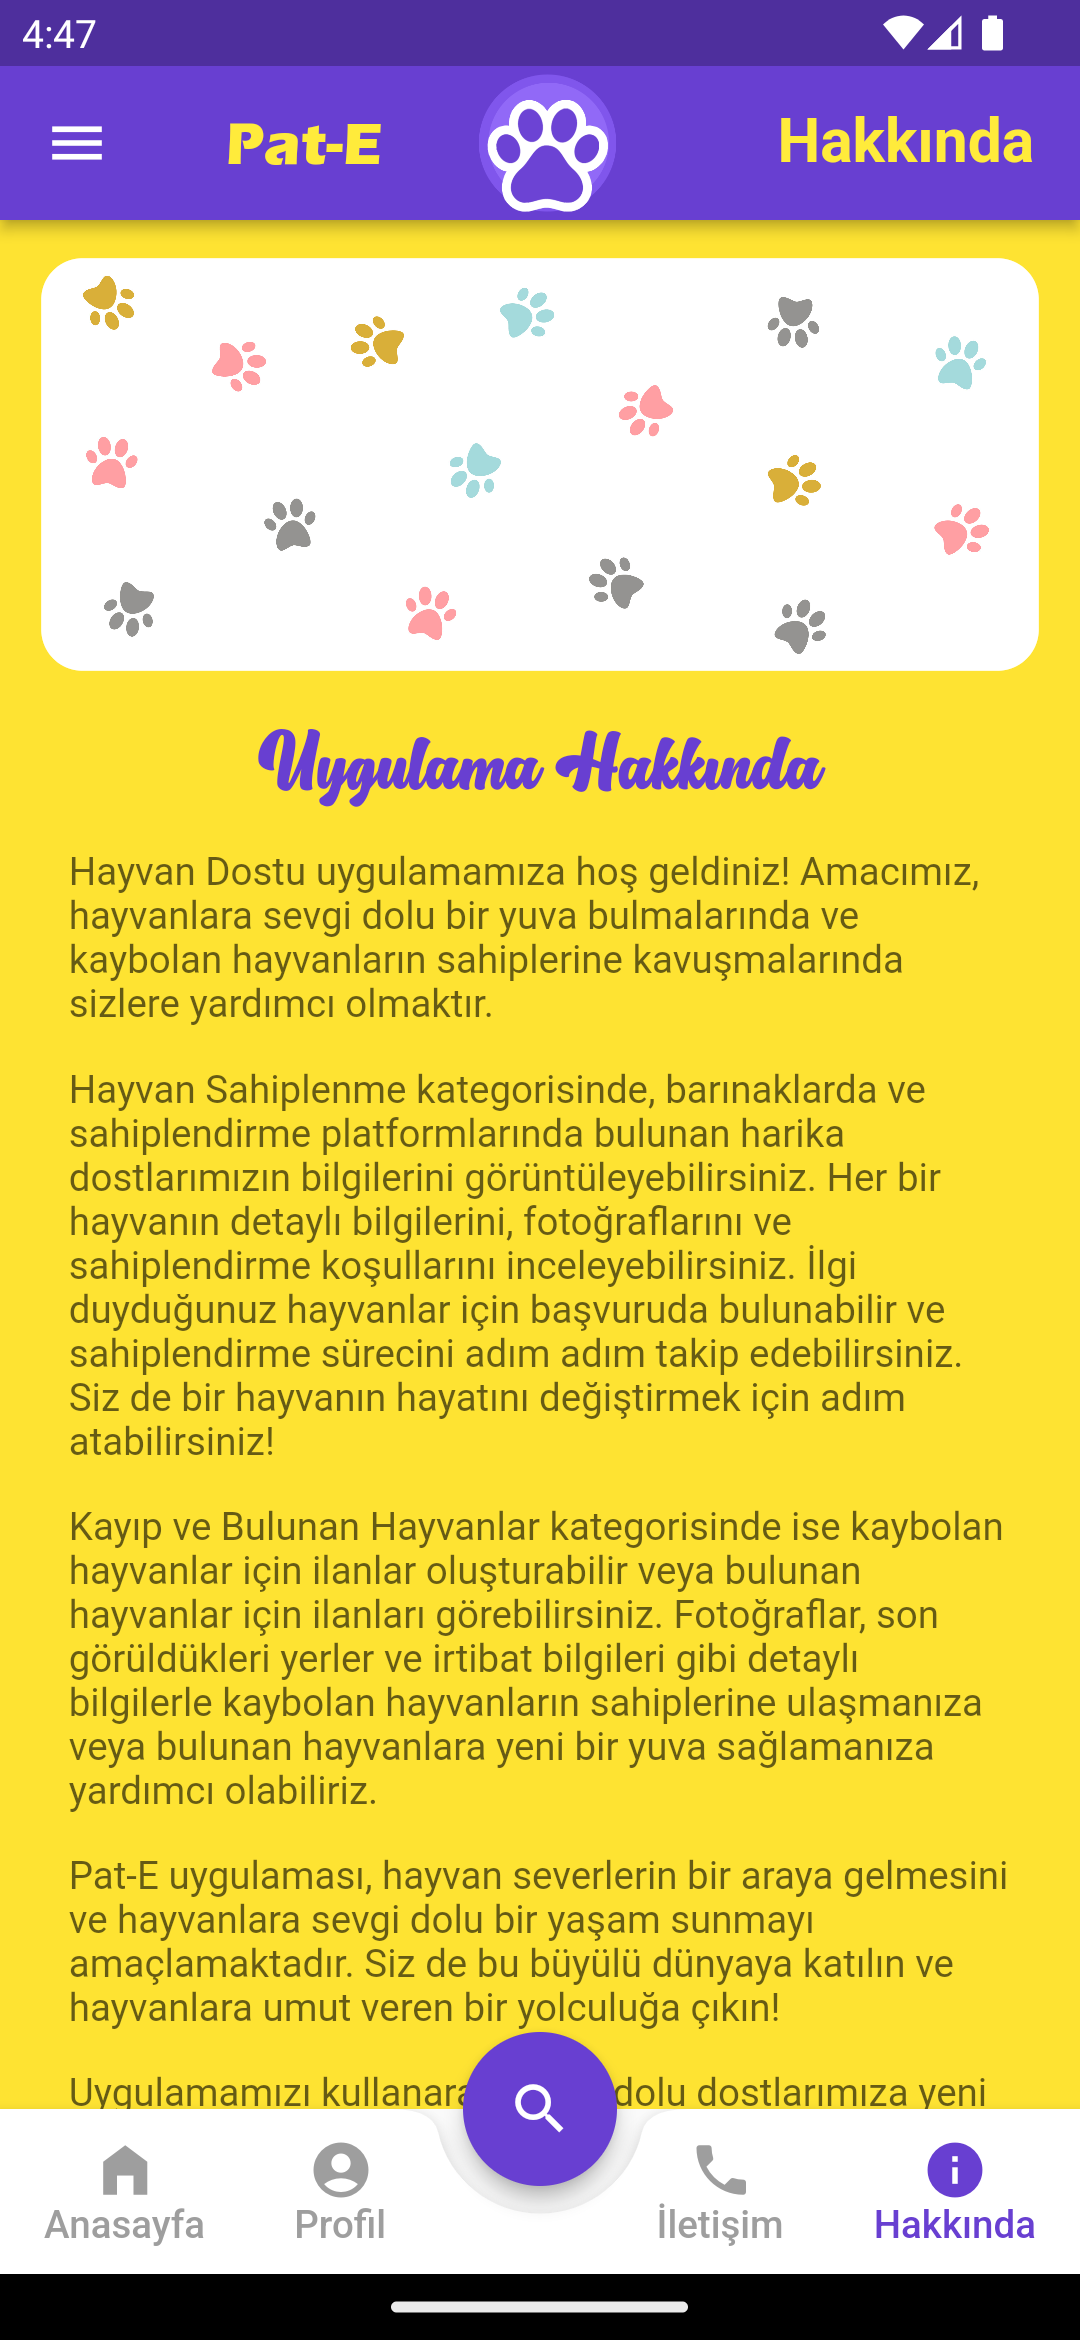 4:47
Pat-E
Hakkında
Uygulama Hakkında
Hayvan Dostu uygulamamıza hoş geldiniz! Amacımız,
hayvanlara sevgi dolu bir yuva bulmalarında ve
kaybolan hayvanların sahiplerine kavuşmalarında
sizlere yardımcı olmaktır.
Hayvan Sahiplenme kategorisinde, barınaklarda ve
sahiplendirme platformlarında bulunan harika
dostlarımızın bilgilerini görüntüleyebilirsiniz. Her bir
hayvanın detaylı bilgilerini, fotoğraflarını ve
sahiplendirme koşullarını inceleyebilirsiniz. İlgi
duyduğunuz hayvanlar için başvuruda bulunabilir ve
sahiplendirme sürecini adım adım takip edebilirsiniz.
Siz de bir hayvanın hayatını değiştirmek için adım
atabilirsiniz!
Kayıp ve Bulunan Hayvanlar kategorisinde ise kaybolan
hayvanlar için ilanlar oluşturabilir veya bulunan
hayvanlar için ilanları görebilirsiniz. Fotoğraflar, son
görüldükleri yerler ve irtibat bilgileri gibi detaylı
bilgilerle kaybolan hayvanların sahiplerine ulaşmanıza
veya bulunan hayvanlara yeni bir yuva sağlamanıza
yardımcı olabiliriz.
Pat-E uygulaması, hayvan severlerin bir araya gelmesini
ve hayvanlara sevgi dolu bir yaşam sunmayı
amaçlamaktadır. Siz de bu büyülü dünyaya katılın ve
hayvanlara umut veren bir yolculuğa çıkın!
Uygulamamızı dolu dostlarımıza yeni
Anasayfa
Profil
İletişim
Hakkında